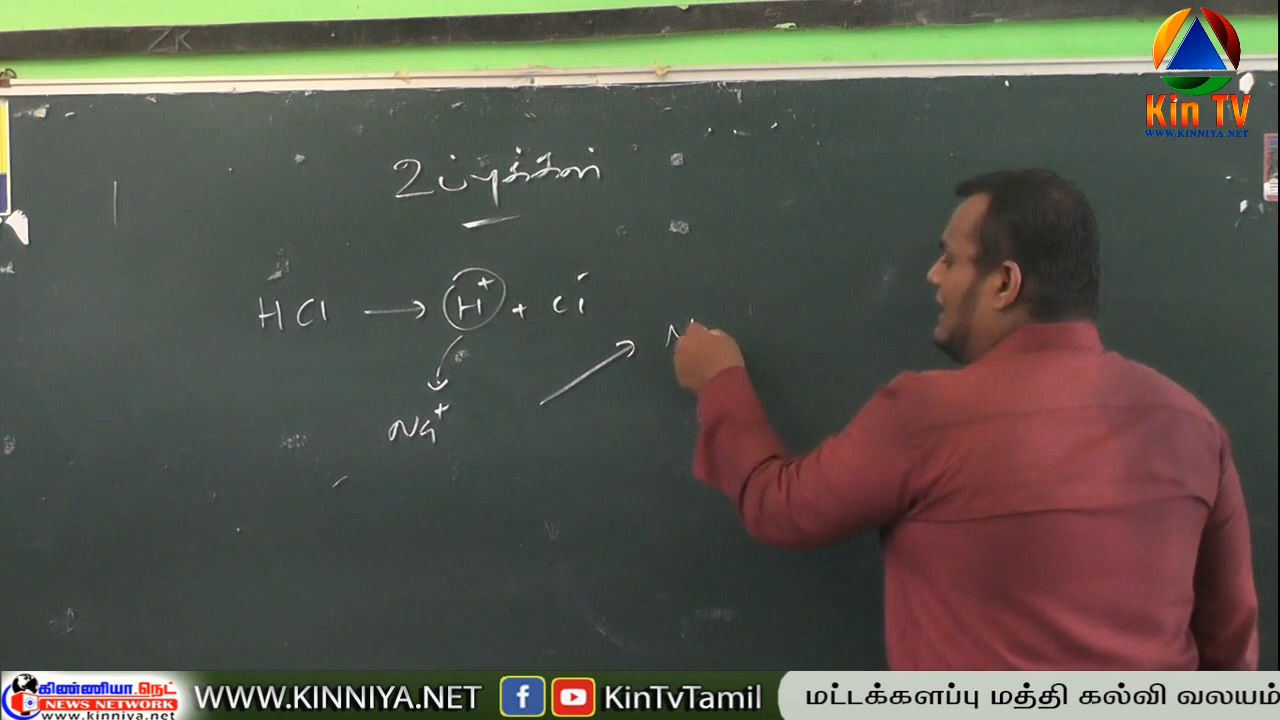 ZK
Kin TV
WWW.KINNIYA.NET
உப்புக்கள்
HCl → H⁺ + Cl⁻
Na⁺
கிண்ணியா.நெட்
NEWS NETWORK
www.kinniya.net
WWW.KINNIYA.NET
KinTvTamil
மட்டக்களப்பு மத்தி கல்வி வலயம்